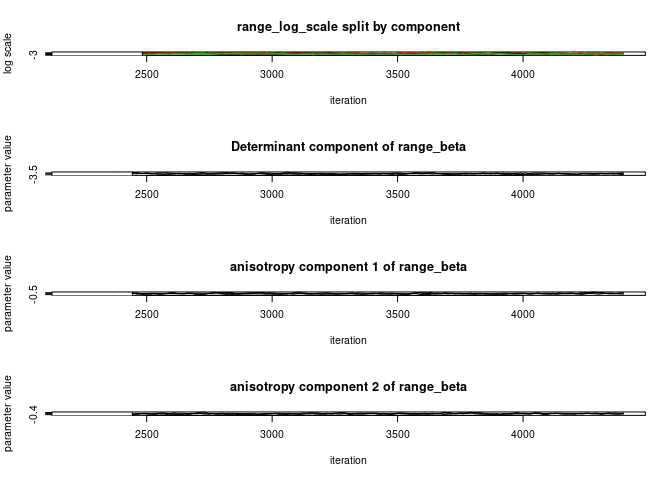 range_log_scale split by component
log scale
-3
2500 3000 3500 4000
iteration
Determinant component of range_beta
parameter value
-3.5
2500 3000 3500 4000
iteration
anisotropy component 1 of range_beta
parameter value
-0.5
2500 3000 3500 4000
iteration
anisotropy component 2 of range_beta
parameter value
-0.4
2500 3000 3500 4000
iteration